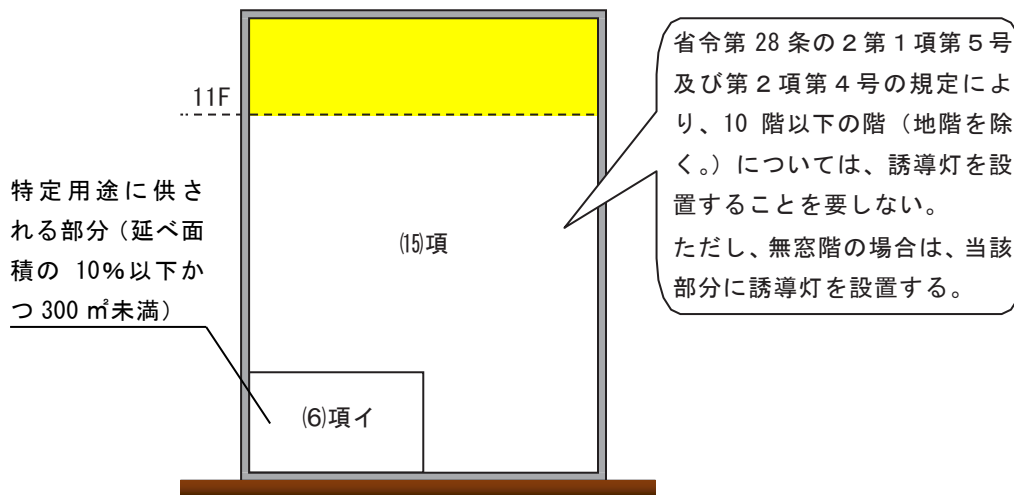 省令第 28 条の２第１項第５号
及び第２項第４号の規定によ
り、10 階以下の階（地階を除
く。）については、誘導灯を設
置することを要しない。
ただし、無窓階の場合は、当該
部分に誘導灯を設置する。
11F
特定用途に供さ
れる部分（延べ面
積の 10％以下か
つ 300 ㎡未満）
⒂項
⑹項イ